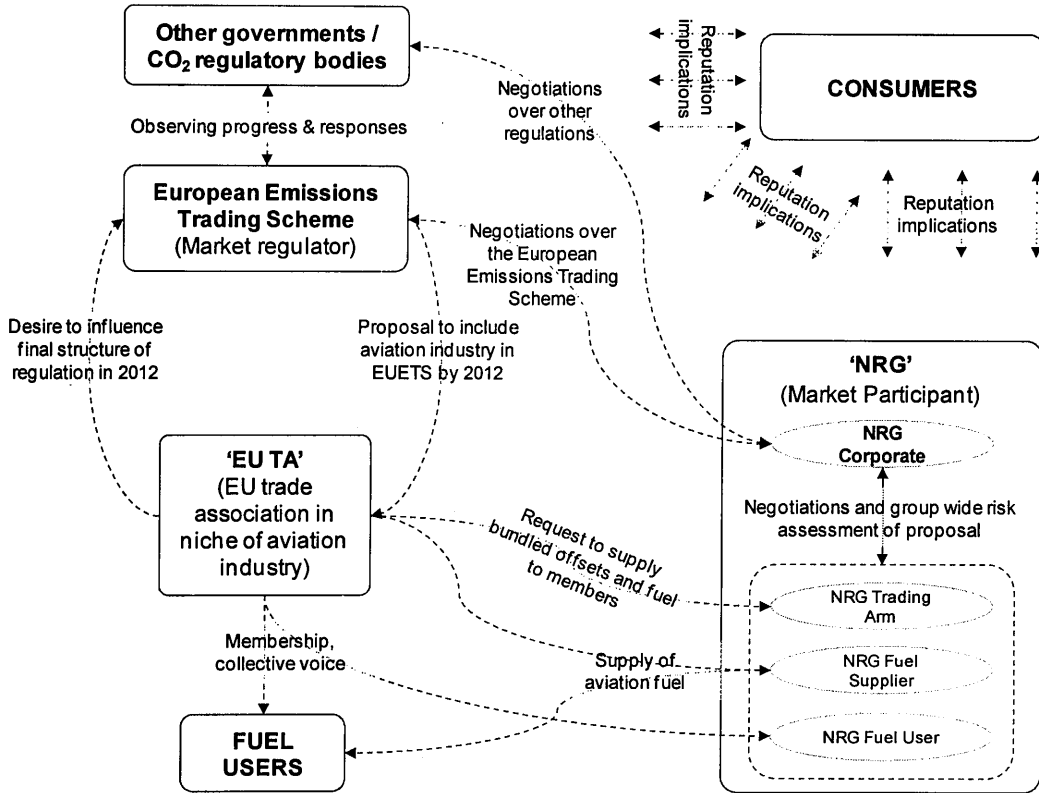 Other governments /
CO₂ regulatory bodies
Observing progress & responses
European Emissions
Trading Scheme
(Market regulator)
Negotiations
over other
regulations
Reputation
implications
CONSUMERS
Reputation
implications
Reputation
implications
Negotiations over
the European
Emissions Trading
Scheme
Desire to influence
final structure of
regulation in 2012
Proposal to include
aviation industry in
EUETS by 2012
'NRG'
(Market Participant)
NRG
Corporate
Negotiations and group wide risk
assessment of proposal
'EU TA'
(EU trade
association in
niche of aviation
industry)
Request to supply
bundled offsets and fuel
to members
NRG Trading
Arm
NRG Fuel
Supplier
NRG Fuel User
Membership,
collective voice
Supply of
aviation fuel
FUEL
USERS